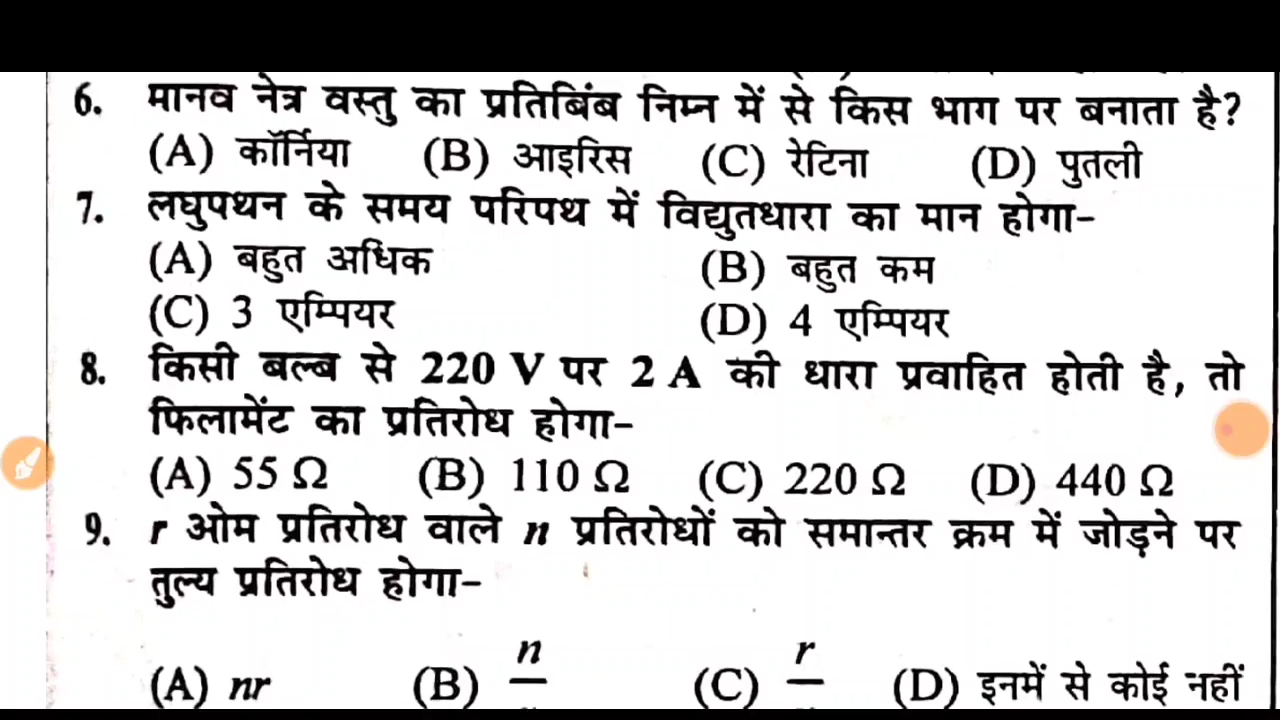 6. मानव नेत्र वस्तु का प्रतिबिंब निम्न में से किस भाग पर बनाता है?
(A) कॉर्निया (B) आइरिस (C) रेटिना (D) पुतली
7. लघुपथन के समय परिपथ में विद्युतधारा का मान होगा-
(A) बहुत अधिक (B) बहुत कम
(C) 3 एम्पियर (D) 4 एम्पियर
8. किसी बल्ब से 220 V पर 2 A की धारा प्रवाहित होती है, तो
फिलामेंट का प्रतिरोध होगा-
(A) 55 Ω (B) 110 Ω (C) 220 Ω (D) 440 Ω
9. r ओम प्रतिरोध वाले n प्रतिरोधों को समान्तर क्रम में जोड़ने पर
तुल्य प्रतिरोध होगा-
(A) nr (B) n (C) r (D) इनमें से कोई नहीं